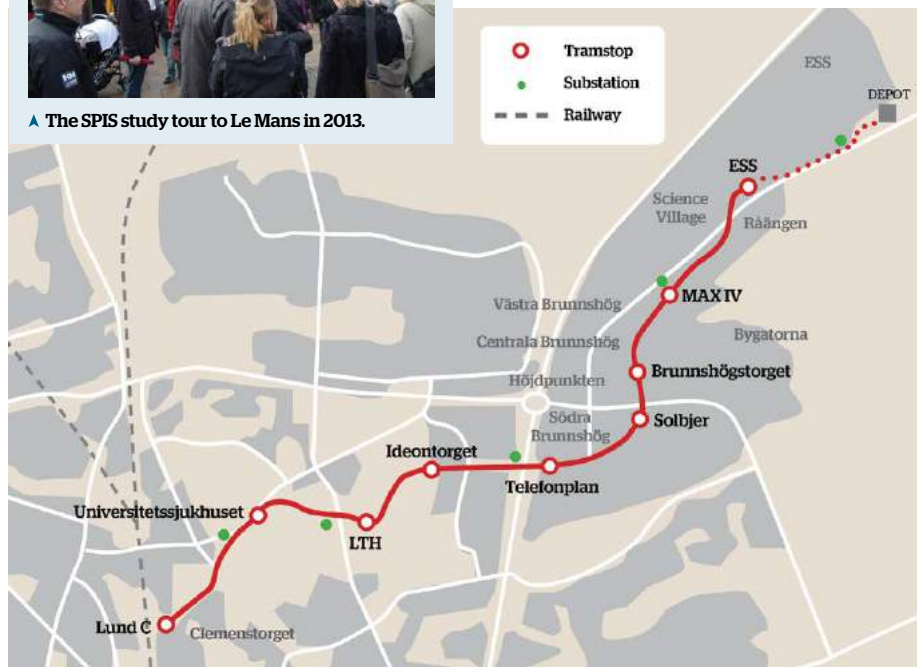 ▲ The SPIS study tour to Le Mans in 2013.
Tramstop
Substation
Railway
ESS
DEPOT
ESS
Science
Village
Råängen
MAX IV
Västra Brunnshög
Bygatorna
Centrala Brunnshög
Brunnshögstorget
Höjdpunkten
Solbjer
Södra
Brunnshög
Ideontorget
Telefonplan
Universitetssjukhuset
LTH
Lund C
Clemenstorget